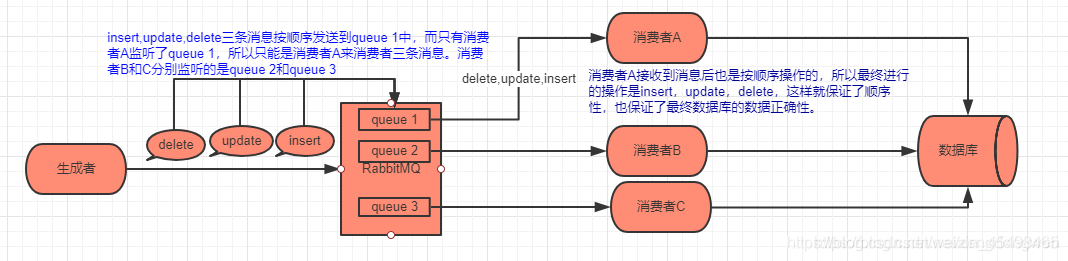 insert,update,delete三条消息按顺序发送到queue 1中，而只有消费
者A监听了queue 1，所以只能是消费者A来消费者三条消息。消费
者B和C分别监听的是queue 2和queue 3
消费者A
delete,update,insert
消费者A接收到消息后也是按顺序操作的，所以最终进行
的操作是insert，update，delete，这样就保证了顺序
性，也保证了最终数据库的数据正确性。
queue 1
delete
update
insert
queue 2
消费者B
数据库
生成者
RabbitMQ
queue 3
消费者C